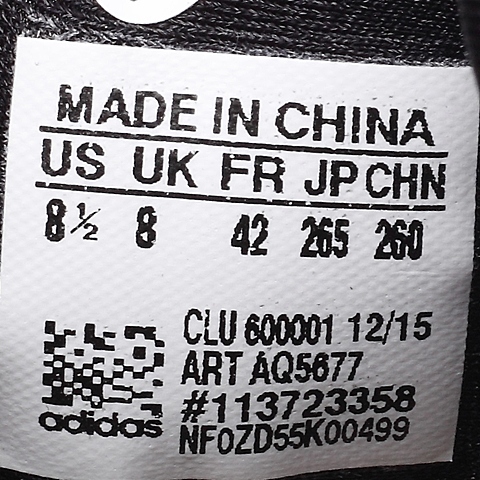 MADE IN CHINA
US UK FR JP CHN
8½ 8 42 265 260
CLU 600001 12/15
ART AQ5677
#113723358
adidas NF0ZD55K00499